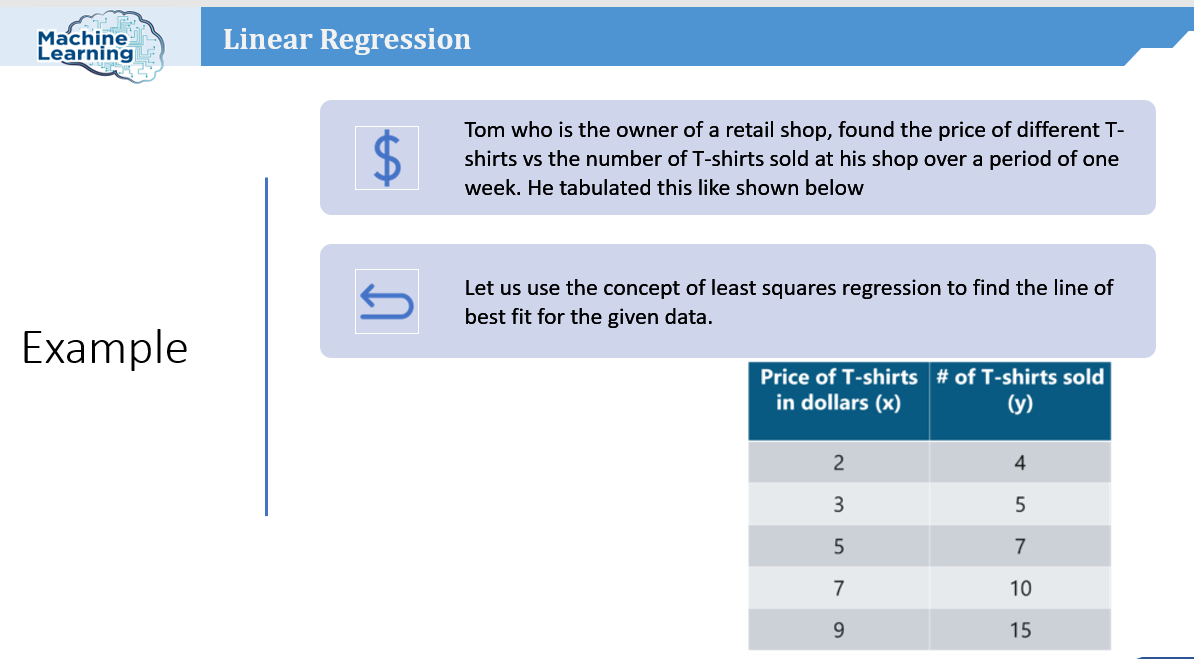 Machine
Learning
Linear Regression
Tom who is the owner of a retail shop, found the price of different T-
shirts vs the number of T-shirts sold at his shop over a period of one
week. He tabulated this like shown below
Let us use the concept of least squares regression to find the line of
best fit for the given data.
Example
Price of T-shirts in dollars (x) # of T-shirts sold (y)
2 4
3 5
5 7
7 10
9 15